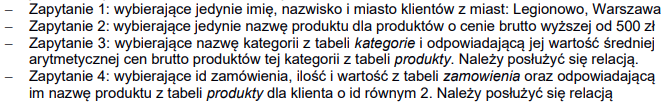 – Zapytanie 1: wybierające jedynie imię, nazwisko i miasto klientów z miast: Legionowo, Warszawa
– Zapytanie 2: wybierające jedynie nazwę produktu dla produktów o cenie brutto wyższej od 500 zł
– Zapytanie 3: wybierające nazwę kategorii z tabeli kategorie i odpowiadającą jej wartość średniej
arytmetycznej cen brutto produktów tej kategorii z tabeli produkty. Należy posłużyć się relacją.
– Zapytanie 4: wybierające id zamówienia, ilość i wartość z tabeli zamowienia oraz odpowiadającą
im nazwę produktu z tabeli produkty dla klienta o id równym 2. Należy posłużyć się relacją